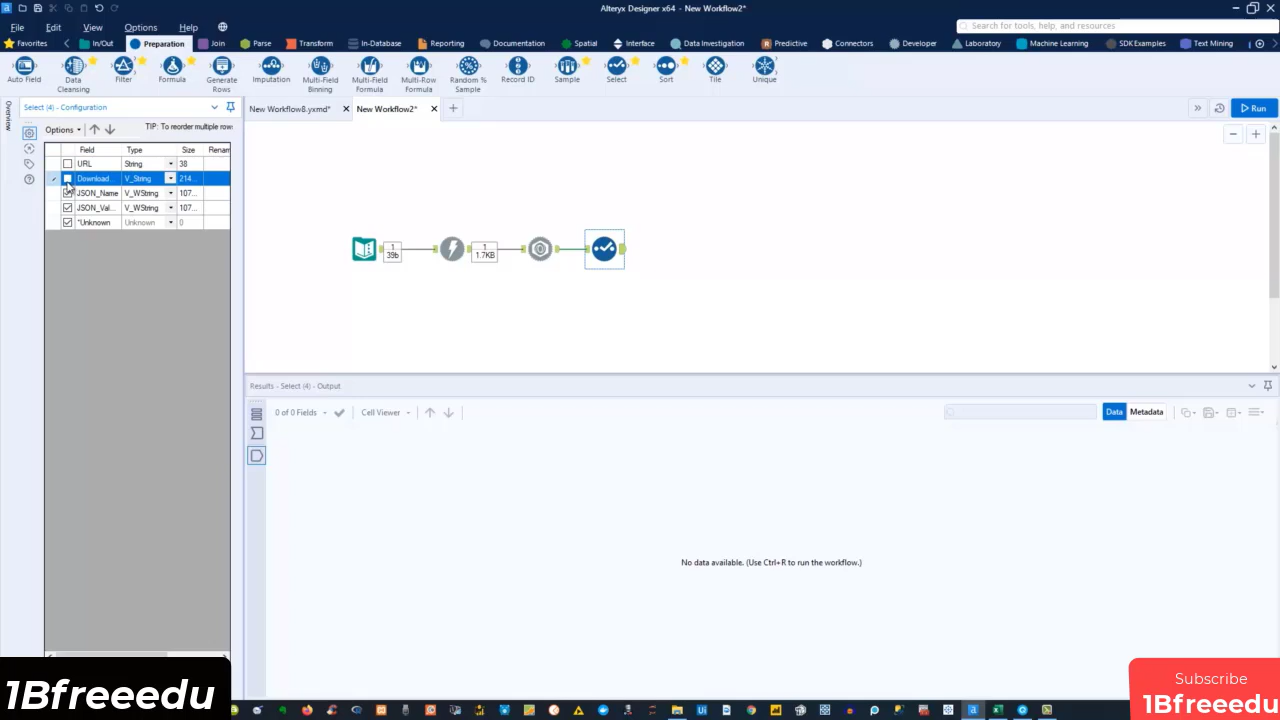 Alteryx Designer x64 - New Workflow2*
File Edit View Options Help
Search for tools, help, and resources
Favorites In/Out Preparation Join Parse Transform In-Database Reporting Documentation Spatial Interface Data Investigation Predictive Connectors Developer Laboratory Machine Learning SDKExamples Text Mining
Auto Field Data Cleansing Filter Formula Generate Rows Imputation Multi-Field Binning Multi-Field Formula Multi-Row Formula Random % Sample Record ID Sample Select Sort Tile Unique
Overview
Select (4) - Configuration
New Workflow8.yxmd* New Workflow2*
Run
Options TIP: To reorder multiple rows
Field Type Size Renam
URL String 38
Download... V_String 214...
JSON_Name V_WString 107...
JSON_Val... V_WString 107...
*Unknown Unknown 0
1 39b
1 1.7KB
Results - Select (4) - Output
0 of 0 Fields Cell Viewer Data Metadata
No data available. (Use Ctrl+R to run the workflow.)
1Bfreeedu
Subscribe
1Bfreeedu